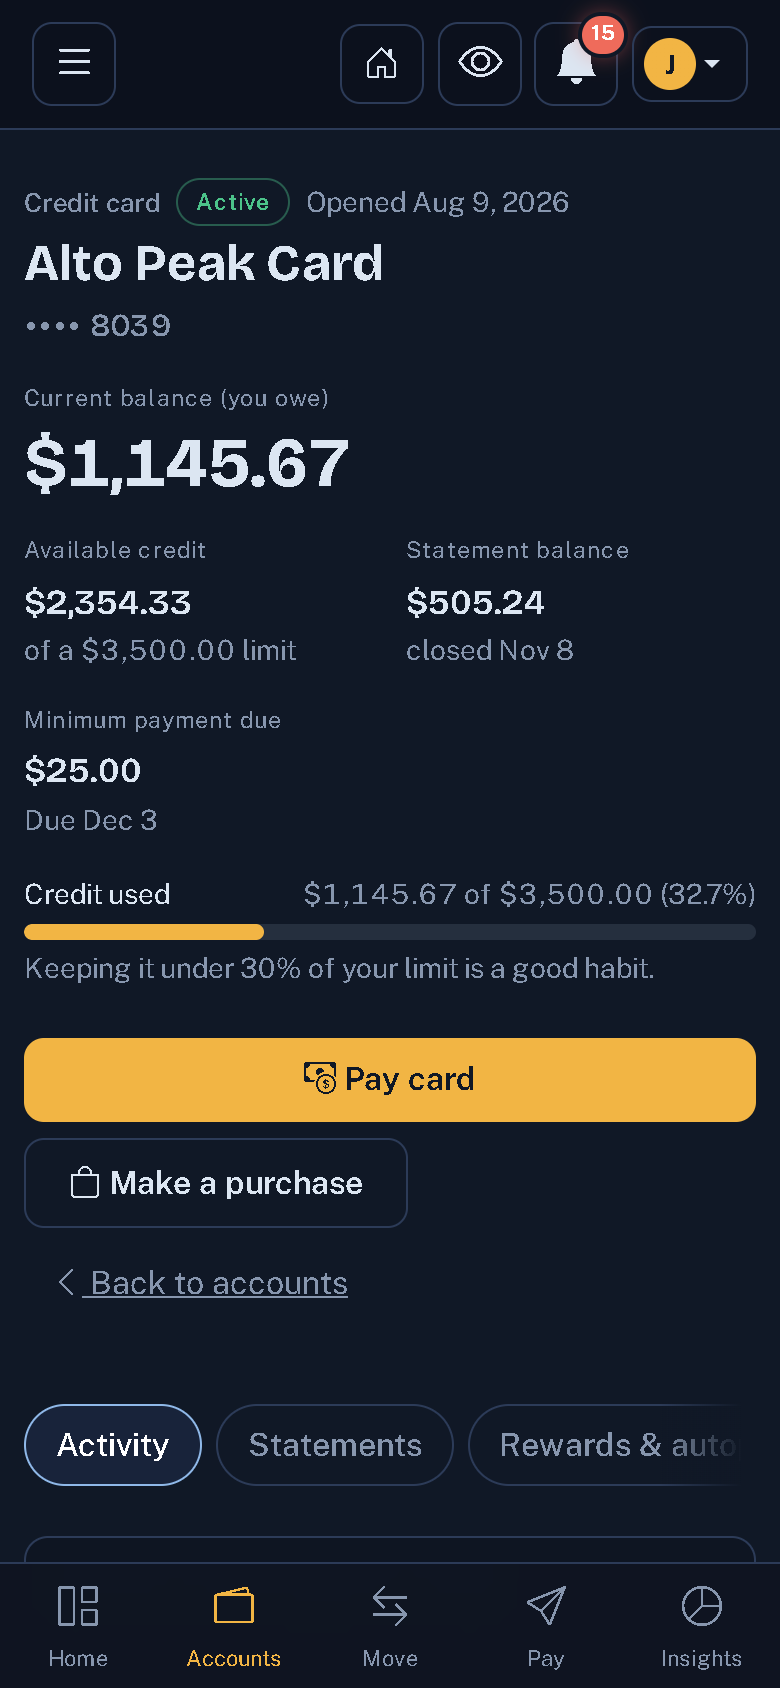 15
J
Credit card Active Opened Aug 9, 2026
Alto Peak Card
•••• 8039
Current balance (you owe)
$1,145.67
Available credit
$2,354.33
of a $3,500.00 limit
Statement balance
$505.24
closed Nov 8
Minimum payment due
$25.00
Due Dec 3
Credit used $1,145.67 of $3,500.00 (32.7%)
Keeping it under 30% of your limit is a good habit.
Pay card
Make a purchase
Back to accounts
Activity Statements Rewards & auto
Home Accounts Move Pay Insights